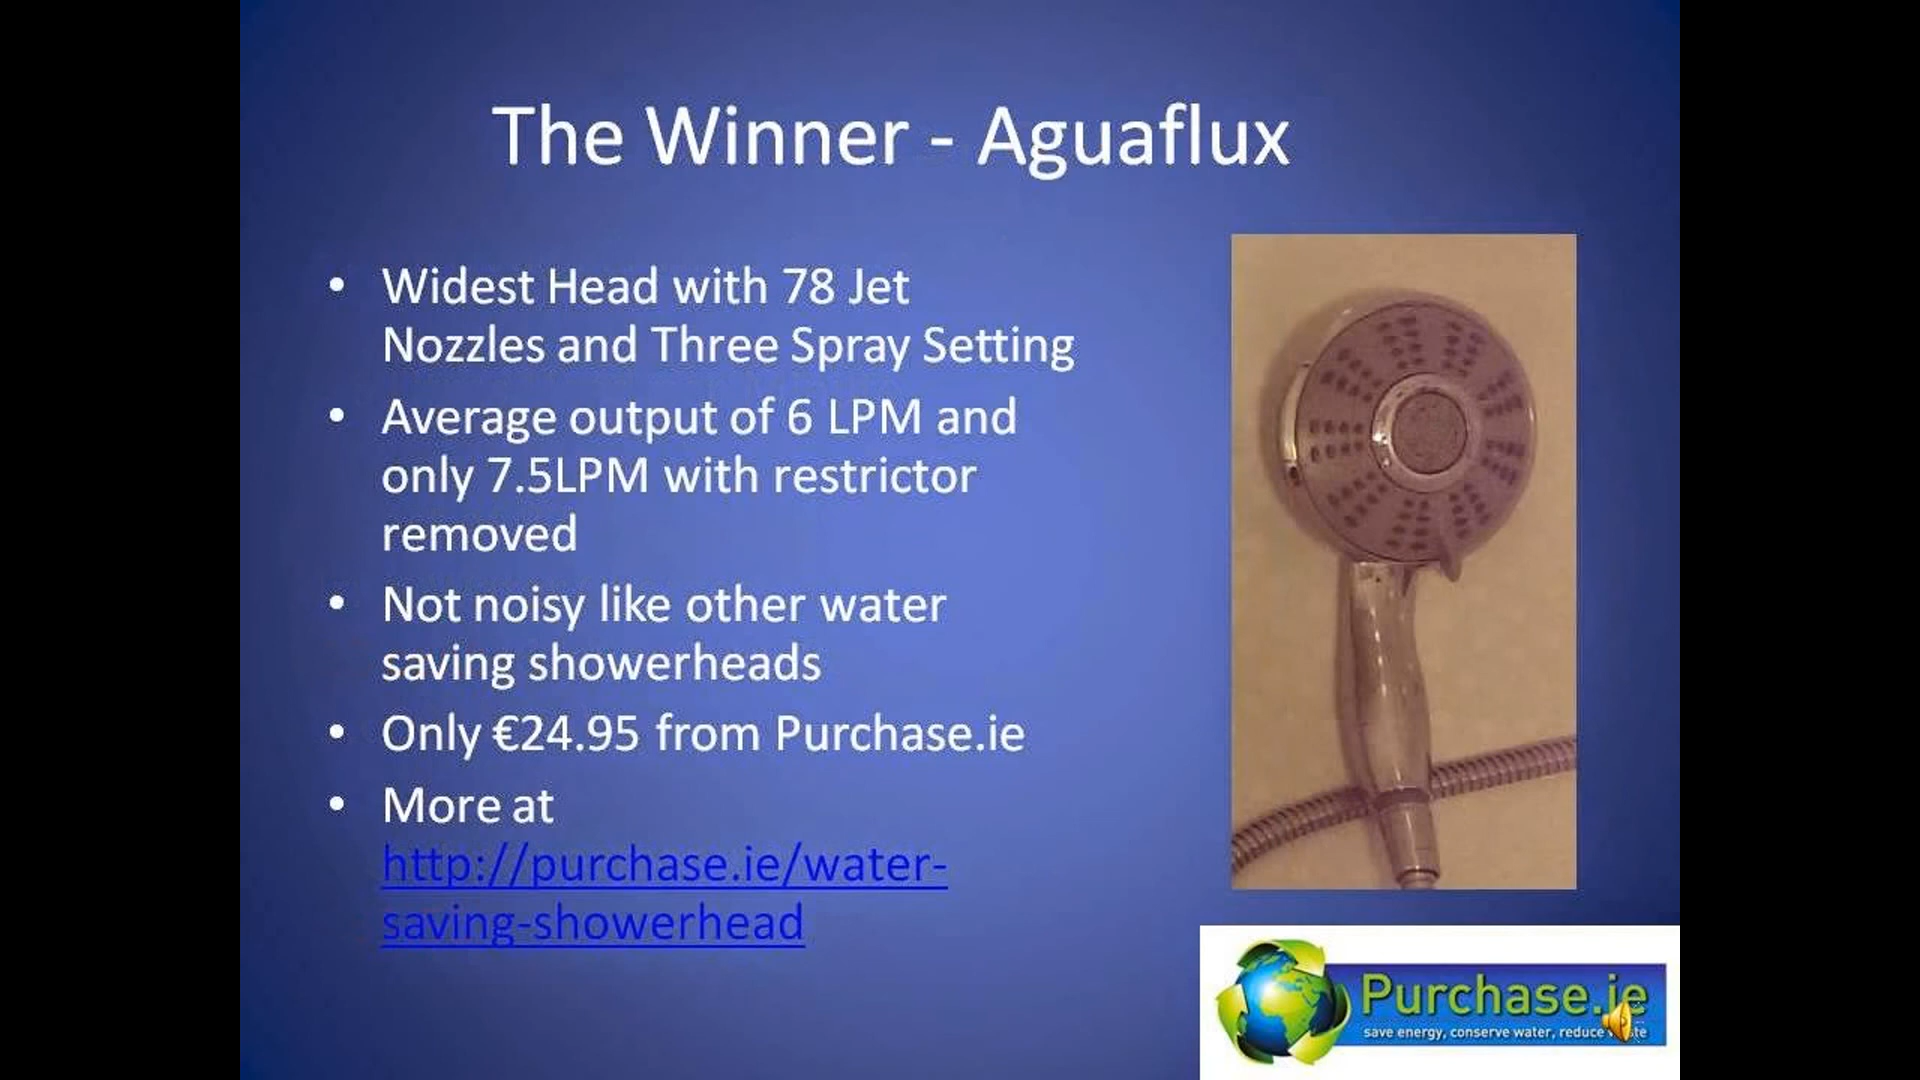 The Winner - Aguaflux
• Widest Head with 78 Jet
Nozzles and Three Spray Setting
• Average output of 6 LPM and
only 7.5LPM with restrictor
removed
• Not noisy like other water
saving showerheads
• Only €24.95 from Purchase.ie
• More at
http://purchase.ie/water-
saving-showerhead
Purchase.ie
save energy, conserve water, reduce